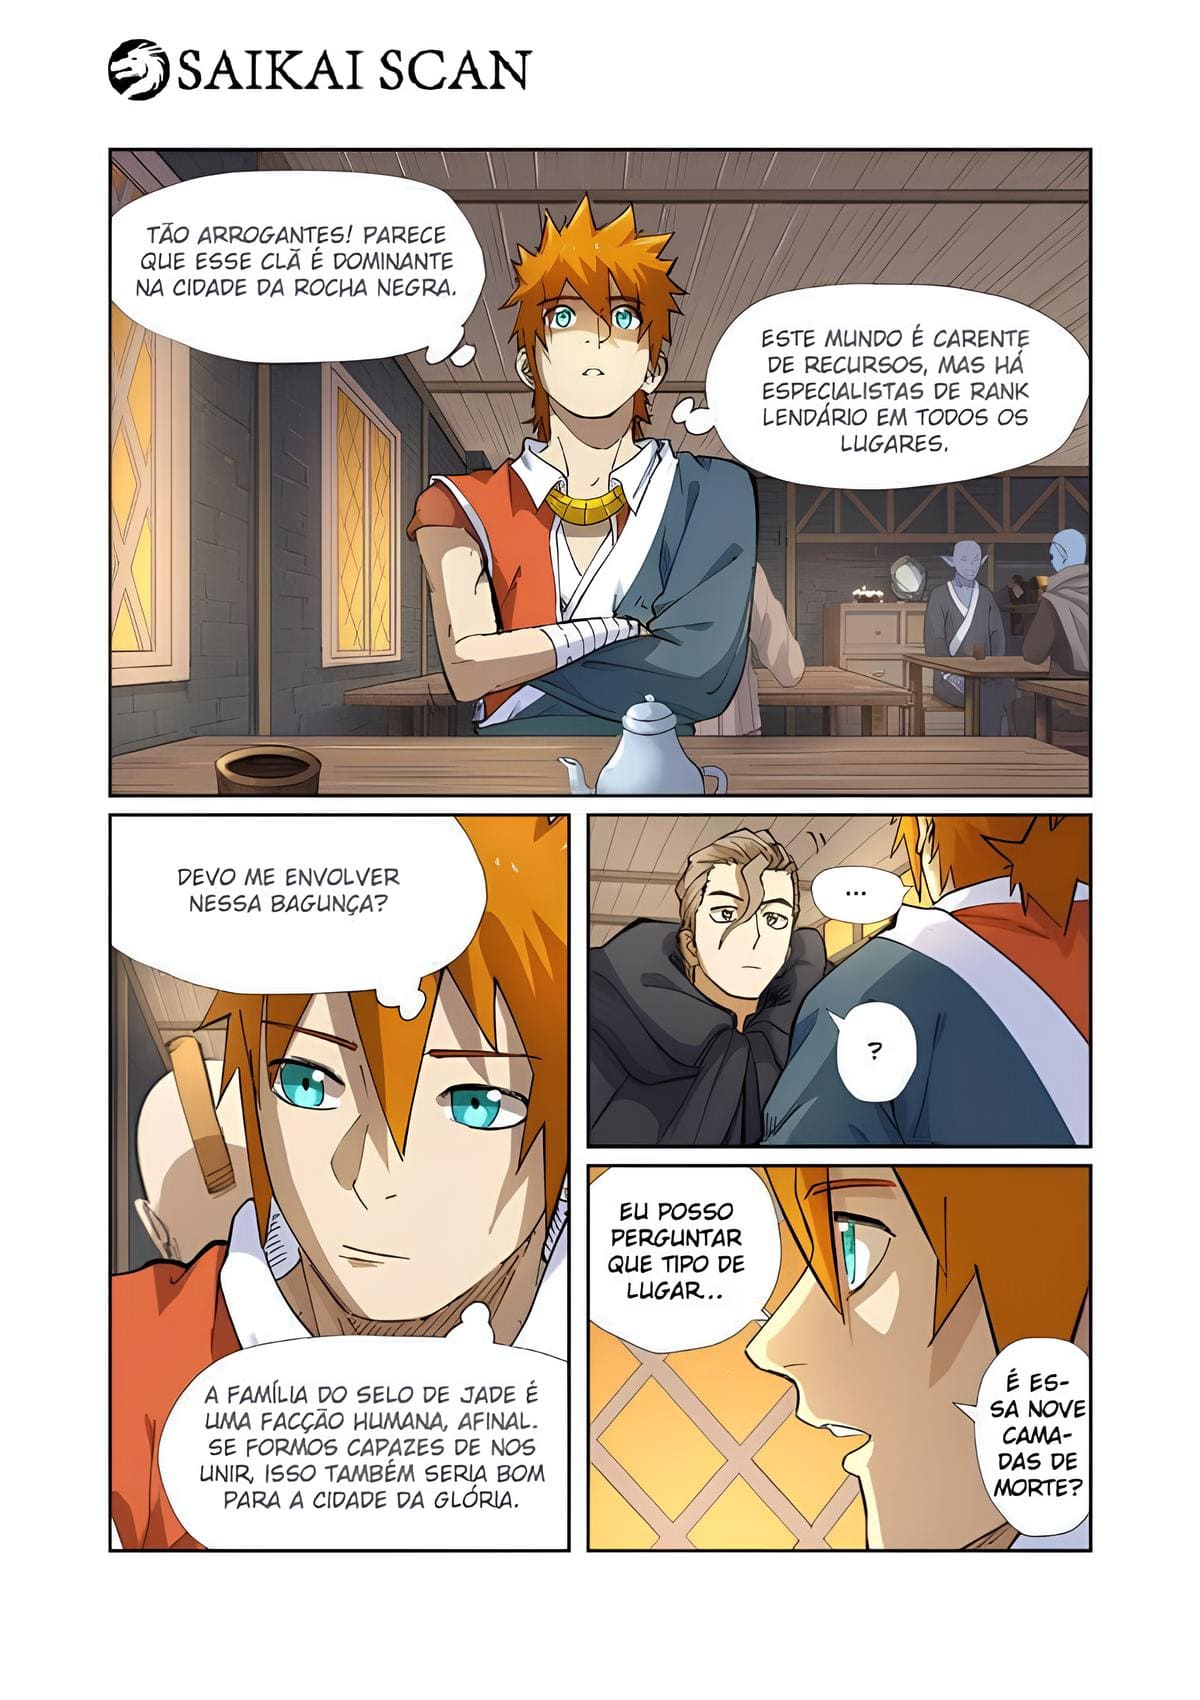 SAIKAI SCAN
TÃO ARROGANTES! PARECE
QUE ESSE CLÃ É DOMINANTE
NA CIDADE DA ROCHA NEGRA.
ESTE MUNDO É CARENTE
DE RECURSOS, MAS HÁ
ESPECIALISTAS DE RANK
LENDÁRIO EM TODOS OS
LUGARES.
DEVO ME ENVOLVER
NESSA BAGUNÇA?
A FAMÍLIA DO SELO DE JADE É
UMA FACÇÃO HUMANA, AFINAL.
SE FORMOS CAPAZES DE NOS
UNIR, ISSO TAMBÉM SERIA BOM
PARA A CIDADE DA GLÓRIA.
...
?
EU POSSO
PERGUNTAR
QUE TIPO DE
LUGAR...
É ES-
SA NOVE
CAMA-
DAS DE
MORTE?